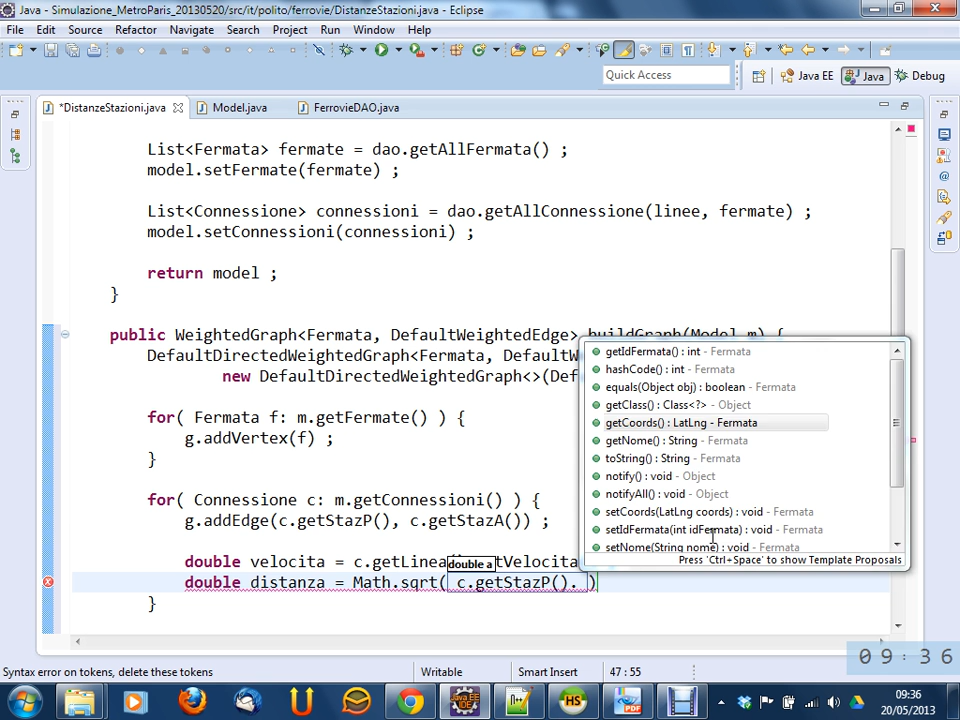 Java - Simulazione_MetroParis_20130520/src/it/polito/ferrovie/DistanzeStazioni.java - Eclipse
File Edit Source Refactor Navigate Search Project Run Window Help
Quick Access
Java EE Java Debug
*DistanzeStazioni.java Model.java FerrovieDAO.java
List<Fermata> fermate = dao.getAllFermata() ;
model.setFermate(fermate) ;
List<Connessione> connessioni = dao.getAllConnessione(linee, fermate) ;
model.setConnessioni(connessioni) ;
return model ;
}
public WeightedGraph<Fermata, DefaultWeightedEdge> buildGraph(Model m) {
DefaultDirectedWeightedGraph<Fermata, DefaultW
new DefaultDirectedWeightedGraph<>(Def
for( Fermata f: m.getFermate() ) {
g.addVertex(f) ;
}
for( Connessione c: m.getConnessioni() ) {
g.addEdge(c.getStazP(), c.getStazA()) ;
double velocita = c.getLinea
double a
double distanza = Math.sqrt( c.getStazP(). )
}
getIdFermata() : int - Fermata
hashCode() : int - Fermata
equals(Object obj) : boolean - Fermata
getClass() : Class<?> - Object
getCoords() : LatLng - Fermata
getNome() : String - Fermata
toString() : String - Fermata
notify() : void - Object
notifyAll() : void - Object
setCoords(LatLng coords) : void - Fermata
setIdFermata(int idFermata) : void - Fermata
setNome(String nome) : void - Fermata
Press 'Ctrl+Space' to show Template Proposals
09:36
Syntax error on tokens, delete these tokens
Writable
Smart Insert
47 : 55
09:36
20/05/2013